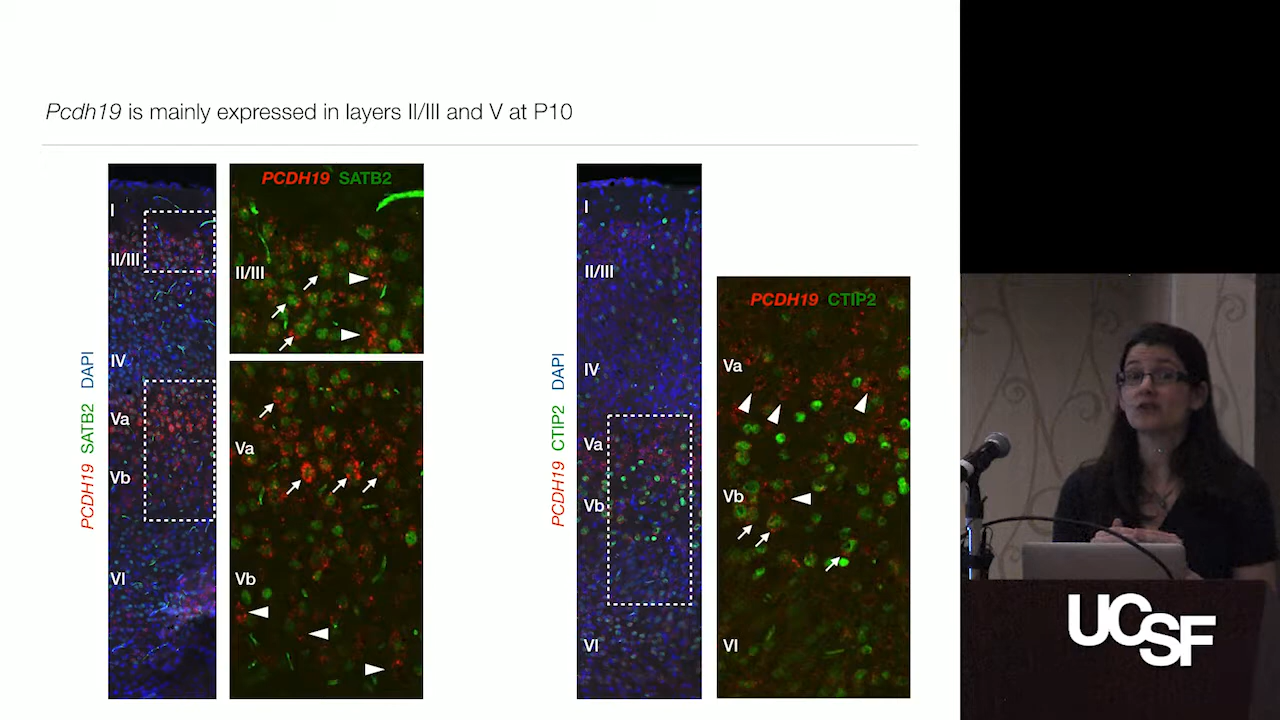 Pcdh19 is mainly expressed in layers II/III and V at P10
PCDH19 SATB2 DAPI
I
II/III
IV
Va
Vb
VI
PCDH19 SATB2
II/III
Va
Vb
PCDH19 CTIP2 DAPI
I
II/III
IV
Va
Vb
VI
PCDH19 CTIP2
Va
Vb
VI
UCSF